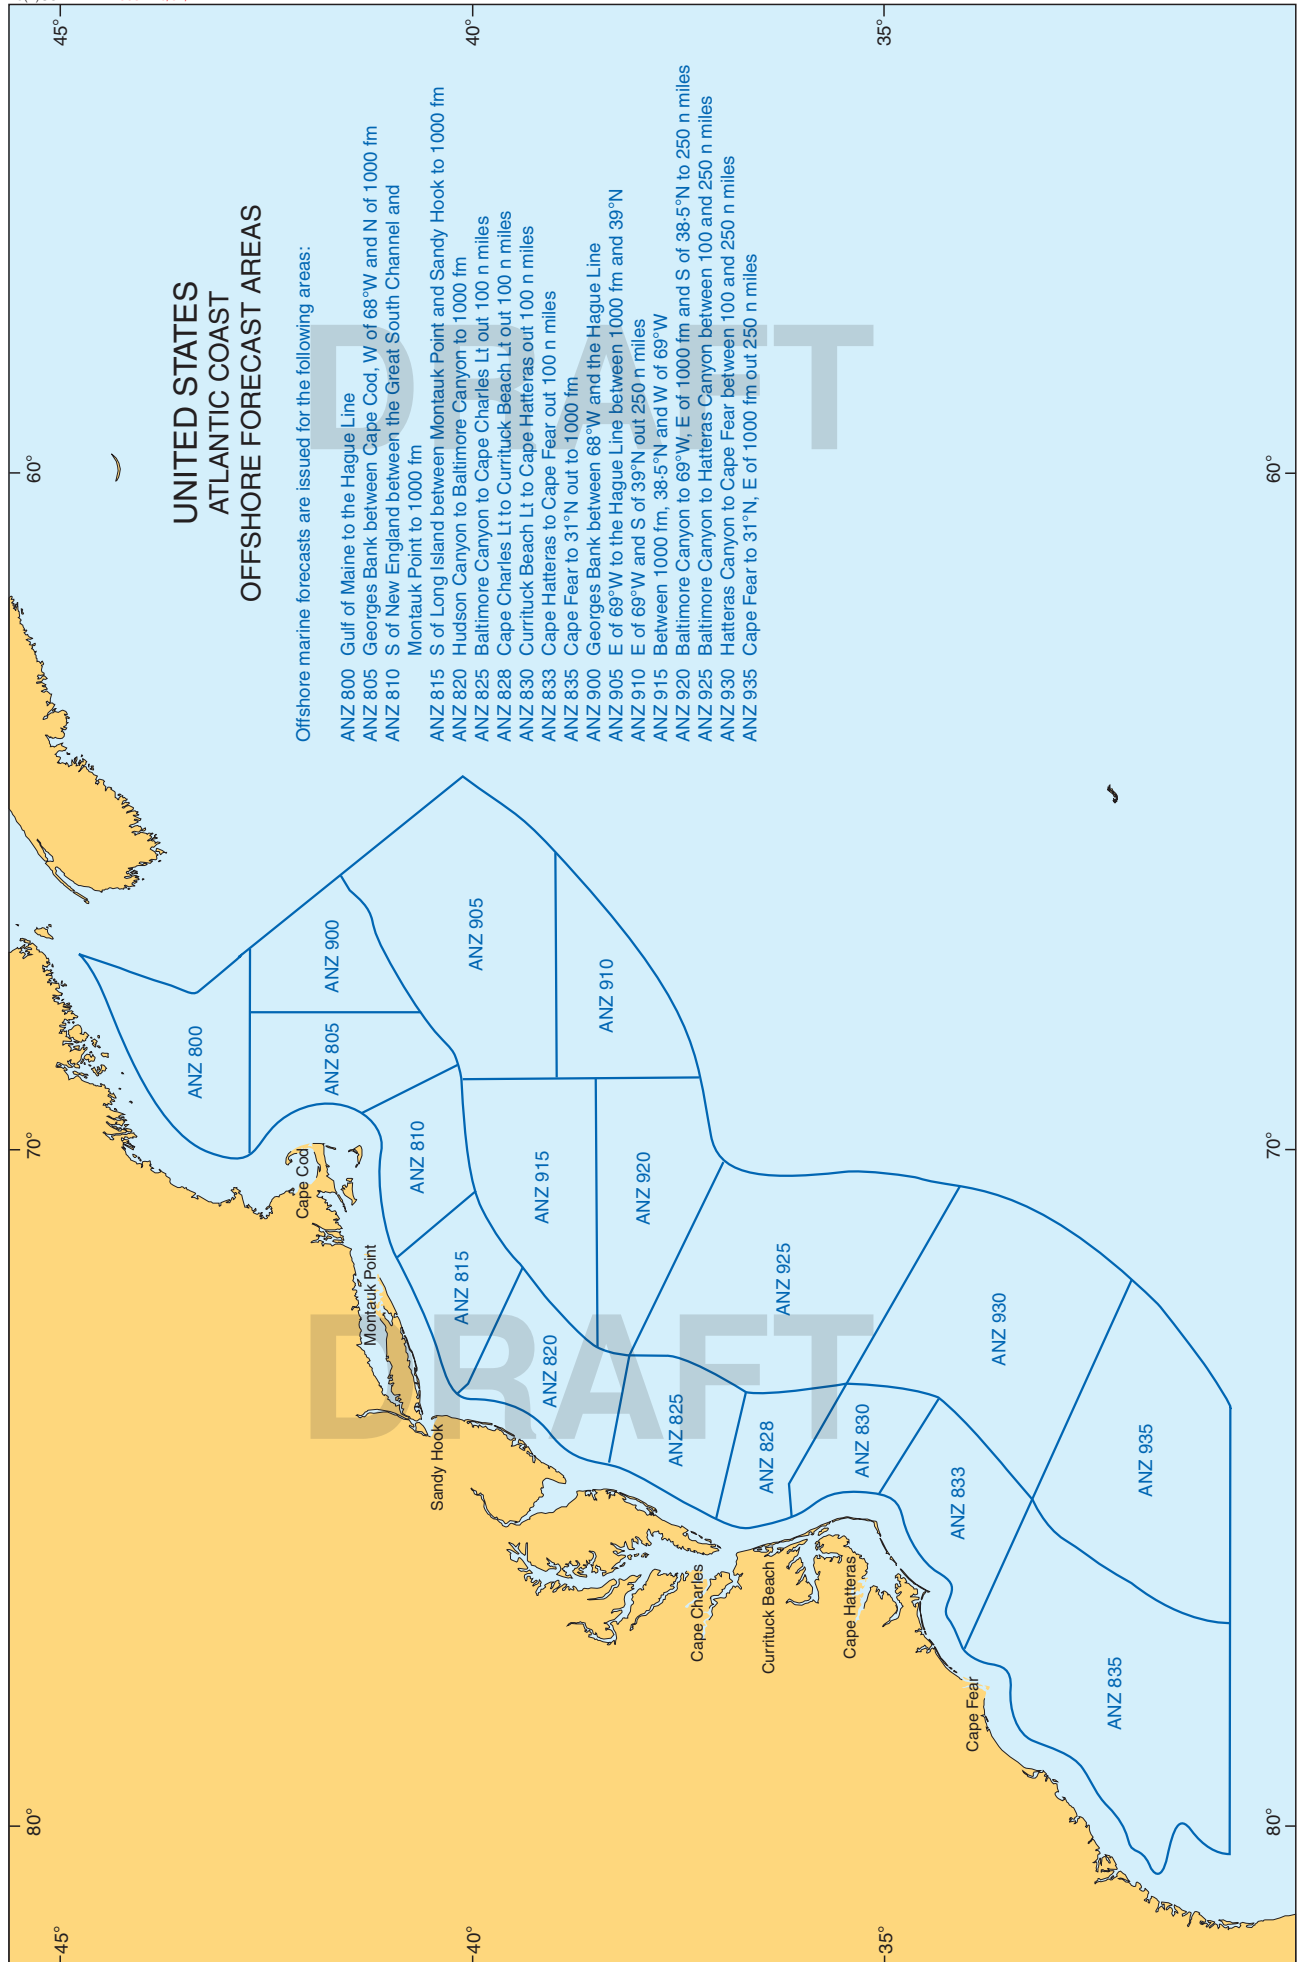 UNITED STATES
ATLANTIC COAST
OFFSHORE FORECAST AREAS
Offshore marine forecasts are issued for the following areas:
ANZ 800 Gulf of Maine to the Hague Line
ANZ 805 Georges Bank between Cape Cod, W of 68°W and N of 1000 fm
ANZ 810 S of New England between the Great South Channel and
Montauk Point to 1000 fm
ANZ 815 S of Long Island between Montauk Point and Sandy Hook to 1000 fm
ANZ 820 Hudson Canyon to Baltimore Canyon to 1000 fm
ANZ 825 Baltimore Canyon to Cape Charles Lt out 100 n miles
ANZ 828 Cape Charles Lt to Currituck Beach Lt out 100 n miles
ANZ 830 Currituck Beach Lt to Cape Hatteras out 100 n miles
ANZ 833 Cape Hatteras to Cape Fear out 100 n miles
ANZ 835 Cape Fear to 31°N out to 1000 fm
ANZ 900 Georges Bank between 68°W and the Hague Line
ANZ 905 E of 69°W to the Hague Line between 1000 fm and 39°N
ANZ 910 E of 69°W and S of 39°N out 250 n miles
ANZ 915 Between 1000 fm, 38·5°N and W of 69°W
ANZ 920 Baltimore Canyon to 69°W, E of 1000 fm and S of 38·5°N to 250 n miles
ANZ 925 Baltimore Canyon to Hatteras Canyon between 100 and 250 n miles
ANZ 930 Hatteras Canyon to Cape Fear between 100 and 250 n miles
ANZ 935 Cape Fear to 31°N, E of 1000 fm out 250 n miles
DRAFT
DRAFT
80°
70°
60°
45°
45°
40°
40°
35°
35°
80°
70°
60°
Cape Cod
Montauk Point
Sandy Hook
Cape Charles
Currituck Beach
Cape Hatteras
Cape Fear
ANZ 800
ANZ 805
ANZ 900
ANZ 810
ANZ 905
ANZ 815
ANZ 915
ANZ 910
ANZ 820
ANZ 920
ANZ 825
ANZ 828
ANZ 925
ANZ 830
ANZ 833
ANZ 930
ANZ 835
ANZ 935